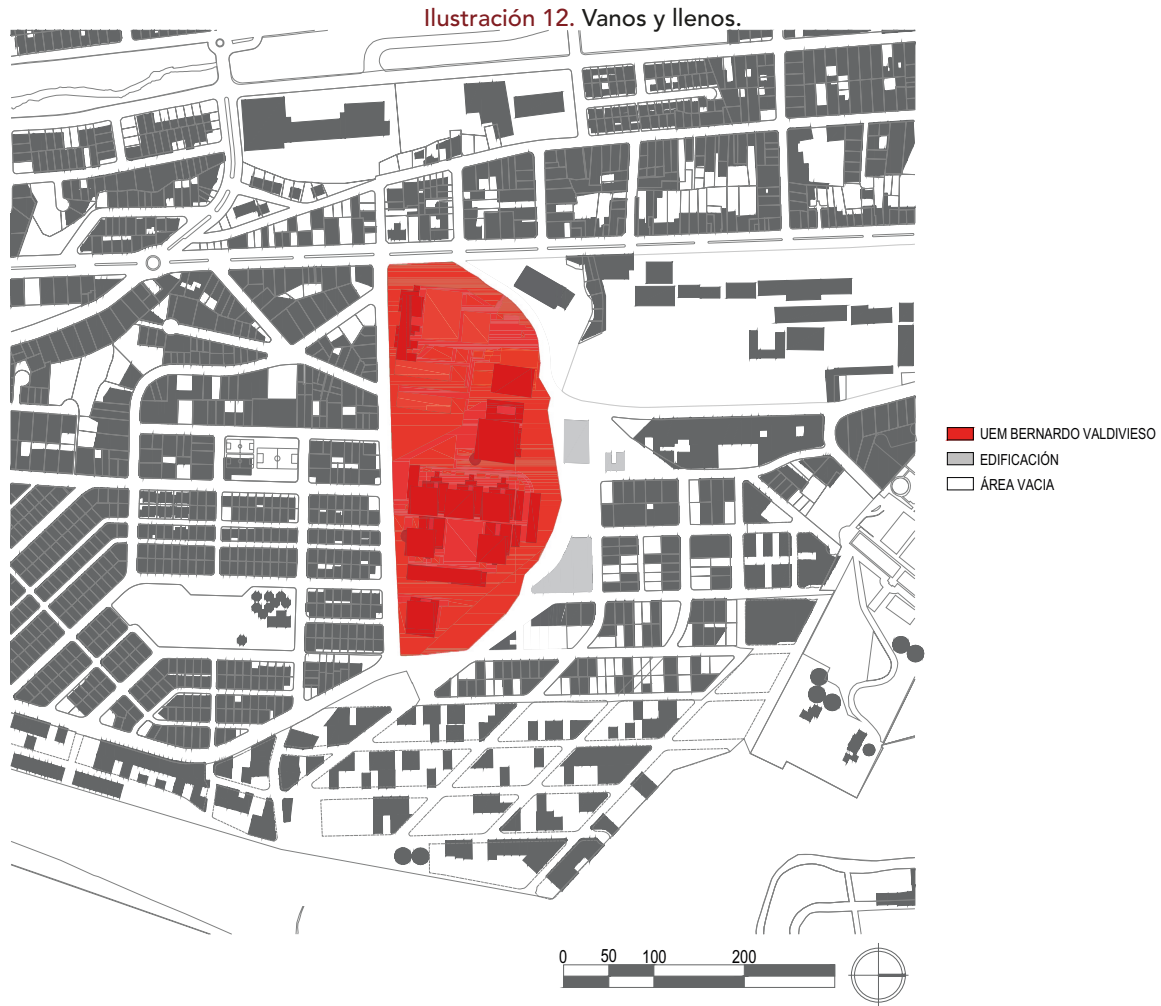 Ilustración 12. Vanos y llenos.
UEM BERNARDO VALDIVIESO
EDIFICACIÓN
ÁREA VACIA
0 50 100 200